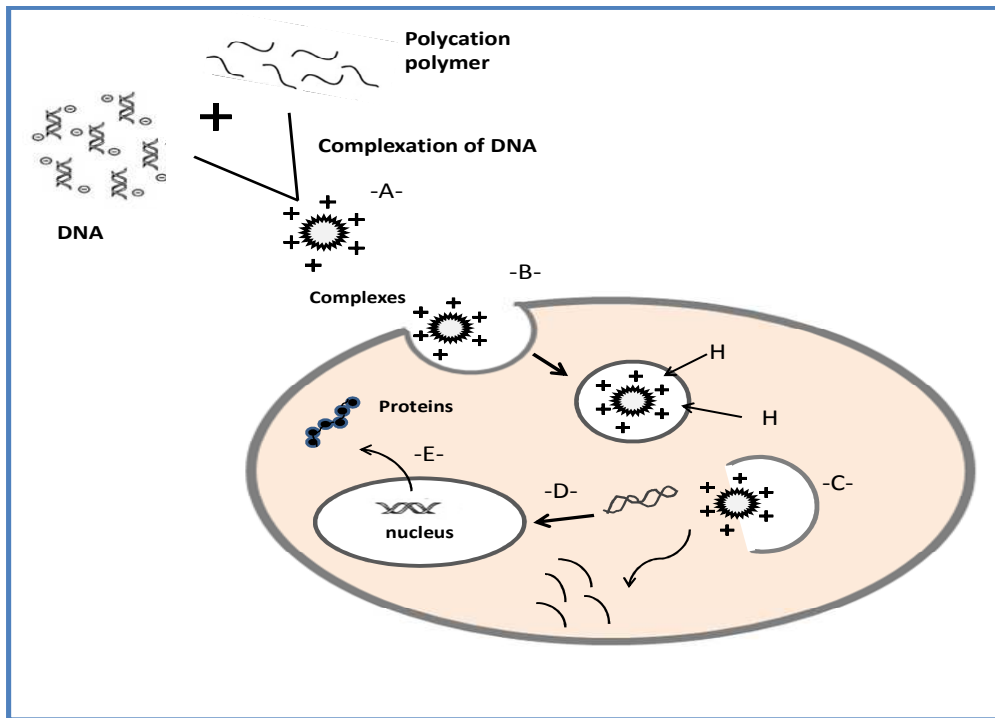 Polycation
polymer
Complexation of DNA
-A-
DNA
-B-
Complexes
H
Proteins
H
-E-
-D-
-C-
nucleus